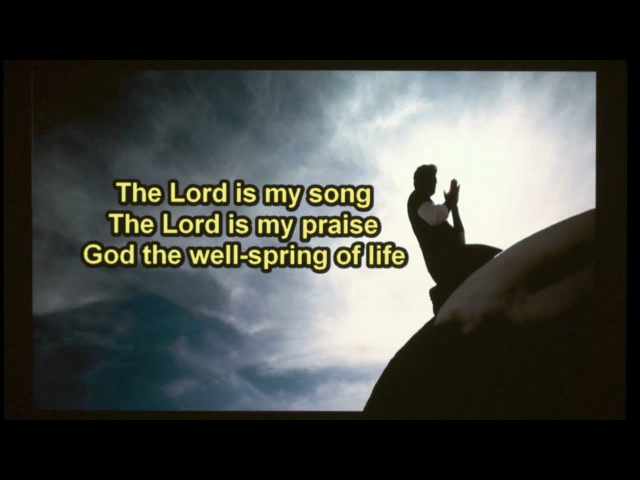 The Lord is my song
The Lord is my praise
God the well-spring of life